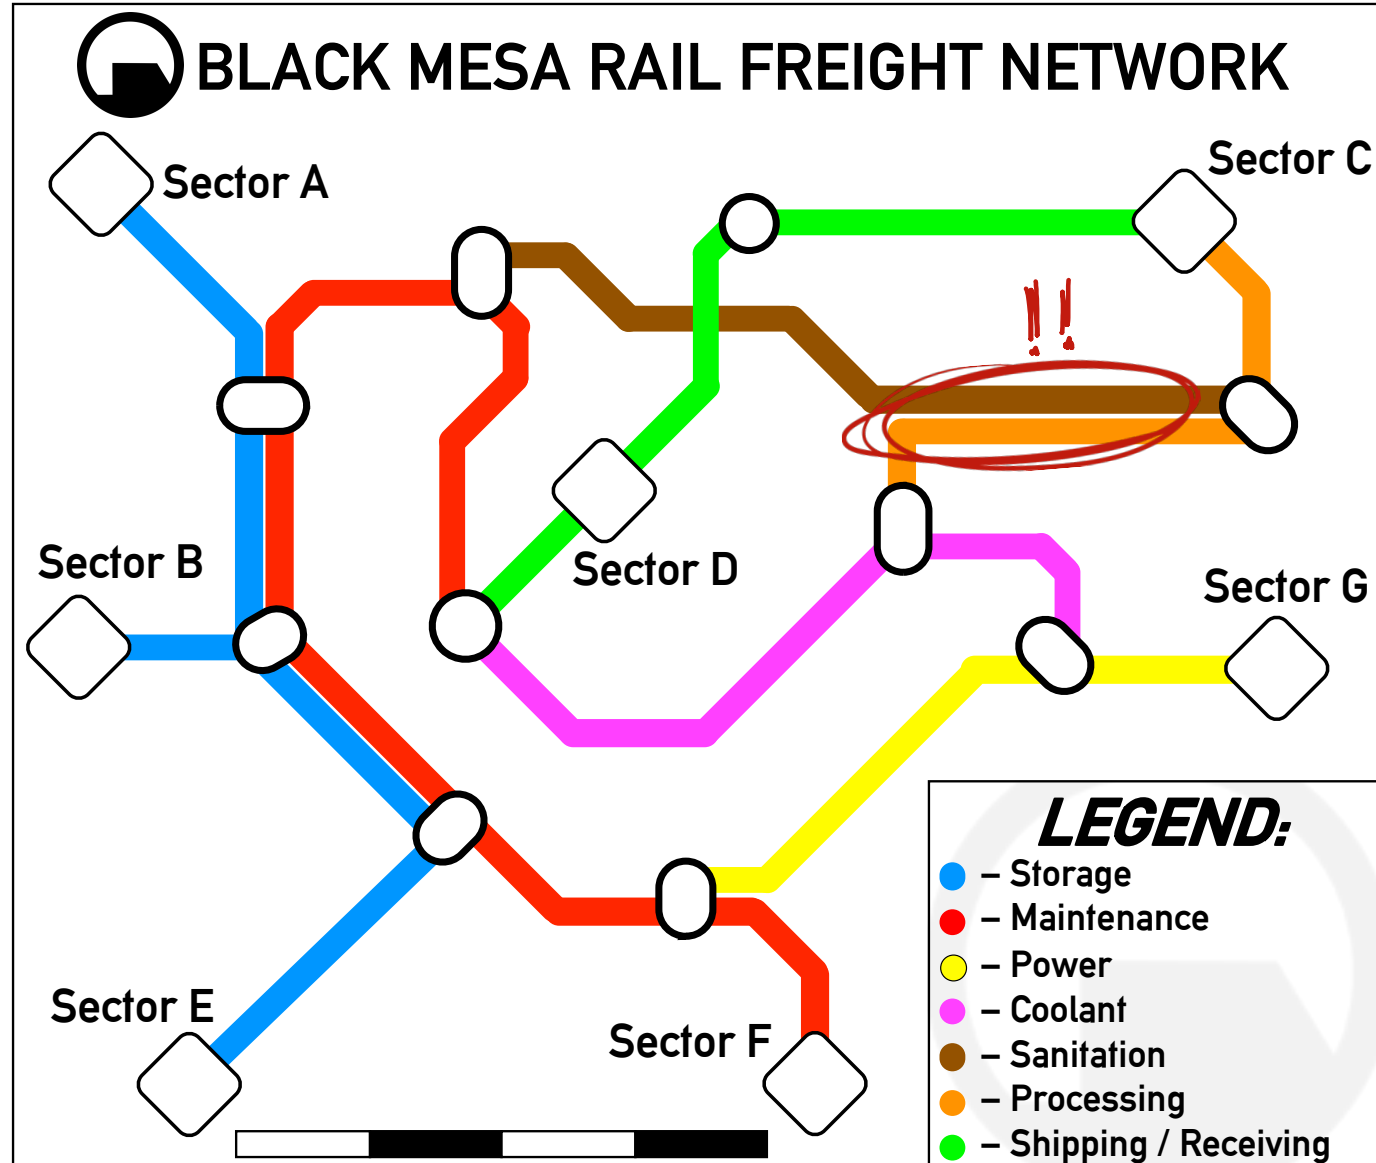 BLACK MESA RAIL FREIGHT NETWORK
Sector A
Sector C
!!
Sector B
Sector D
Sector G
Sector E
Sector F
LEGEND:
– Storage
– Maintenance
– Power
– Coolant
– Sanitation
– Processing
– Shipping / Receiving